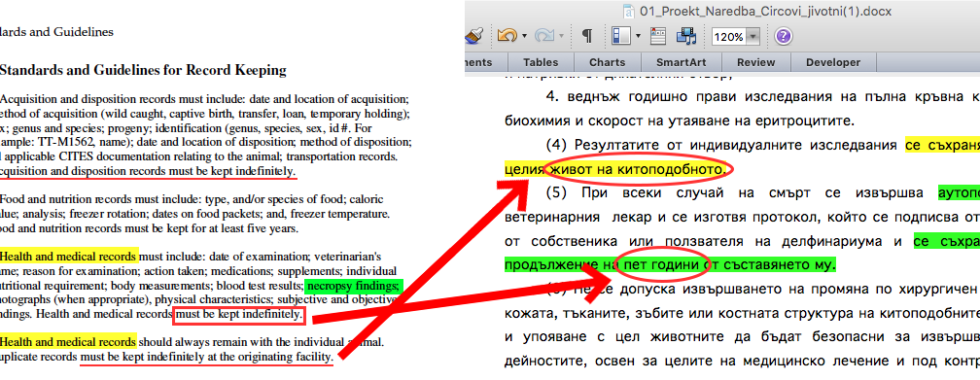 lards and Guidelines
Standards and Guidelines for Record Keeping
Acquisition and disposition records must include: date and location of acquisition;
ethod of acquisition (wild caught, captive birth, transfer, loan, temporary holding);
x; genus and species; progeny; identification (genus, species, sex, id #. For
ample: TT-M1562, name); date and location of disposition; method of disposition;
l applicable CITES documentation relating to the animal; transportation records.
cquisition and disposition records must be kept indefinitely.
Food and nutrition records must include: type, and/or species of food; caloric
lue; analysis; freezer rotation; dates on food packets; and, freezer temperature.
ood and nutrition records must be kept for at least five years.
Health and medical records must include: date of examination; veterinarian's
me; reason for examination; action taken; medications; supplements; individual
utritional requirement; body measurements; blood test results; necropsy findings;
hotographs (when appropriate), physical characteristics; subjective and objective
ndings. Health and medical records must be kept indefinitely.
Health and medical records should always remain with the individual animal.
uplicate records must be kept indefinitely at the originating facility.
01_Proekt_Naredba_Circovi_jivotni(1).docx
120%
ments Tables Charts SmartArt Review Developer
4. веднъж годишно прави изследвания на пълна кръвна к
биохимия и скорост на утаяване на еритроцитите.
(4) Резултатите от индивидуалните изследвания се съхраня
целия живот на китоподобното.
(5) При всеки случай на смърт се извършва аутопс
ветеринарния лекар и се изготвя протокол, който се подписва от
от собственика или ползвателя на делфинариума и се съхра
продължение на пет години от съставянето му.
(6) Не се допуска извършването на промяна по хирургичен
кожата, тъканите, зъбите или костната структура на китоподобните
и упояване с цел животните да бъдат безопасни за извърше
дейностите, освен за целите на медицинско лечение и под контр